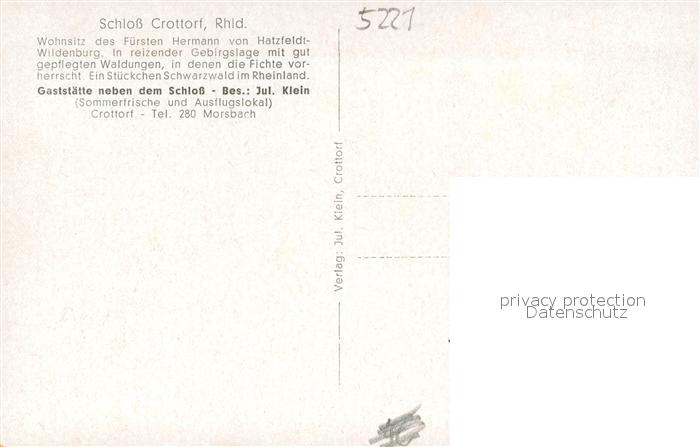 Schloß Crottorf, Rhld.
Wohnsitz des Fürsten Hermann von Hatzfeldt-
Wildenburg. In reizender Gebirgslage mit gut
gepflegten Waldungen, in denen die Fichte vor-
herrscht. Ein Stückchen Schwarzwald im Rheinland.
Gaststätte neben dem Schloß - Bes.: Jul. Klein
(Sommerfrische und Ausflugslokal)
Crottorf - Tel. 280 Morsbach
5221
Verlag: Jul. Klein, Crottorf
privacy protection
Datenschutz